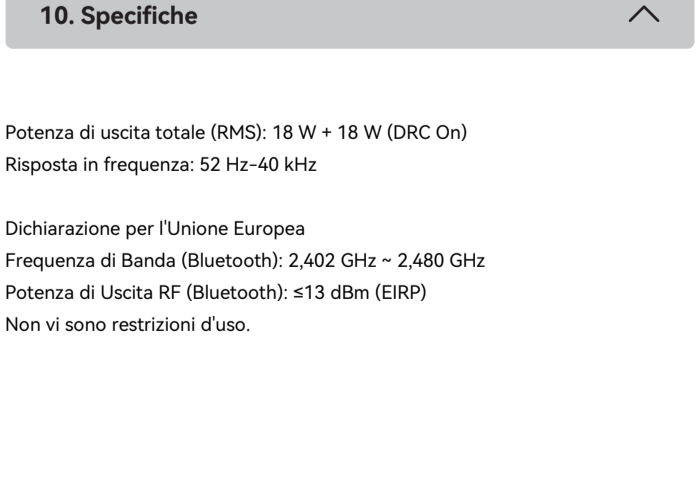 10. Specifiche
Potenza di uscita totale (RMS): 18 W + 18 W (DRC On)
Risposta in frequenza: 52 Hz-40 kHz
Dichiarazione per l'Unione Europea
Frequenza di Banda (Bluetooth): 2,402 GHz ~ 2,480 GHz
Potenza di Uscita RF (Bluetooth): ≤13 dBm (EIRP)
Non vi sono restrizioni d'uso.